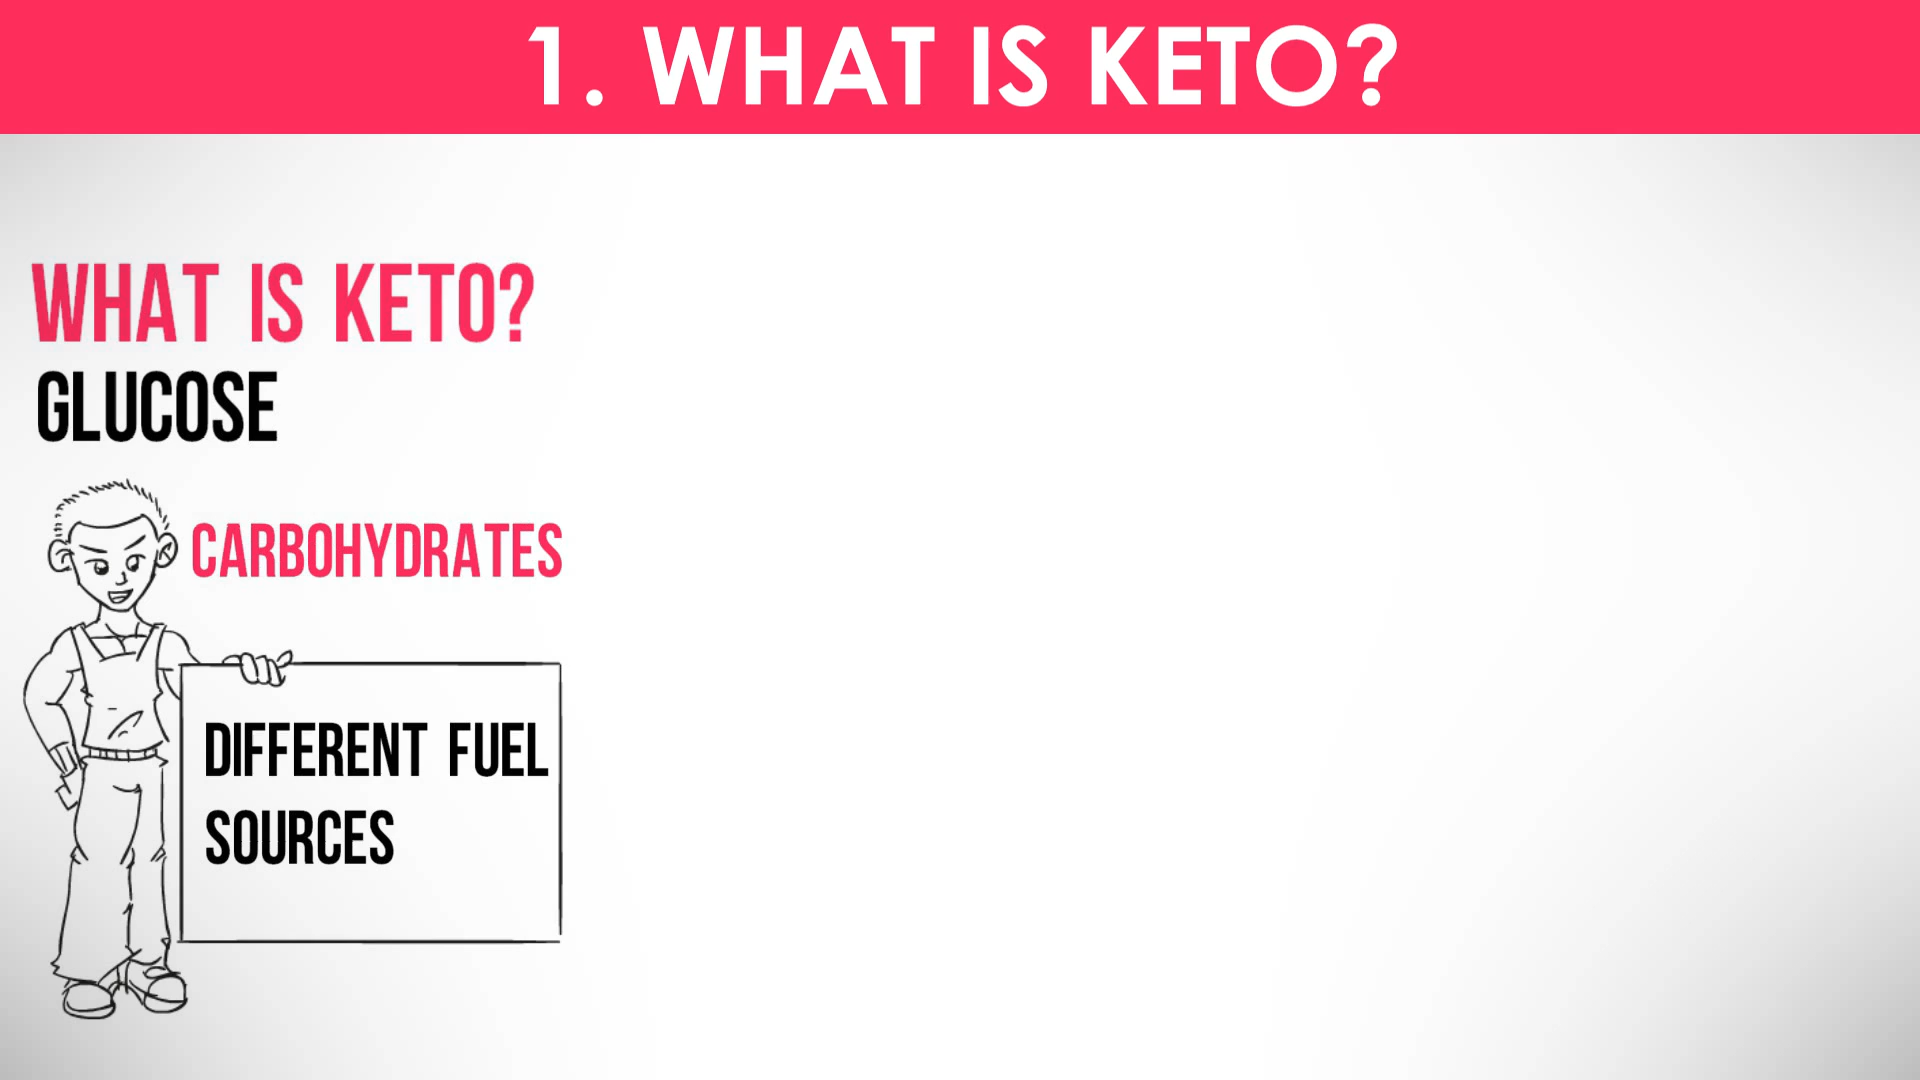 1. WHAT IS KETO?
WHAT IS KETO?
GLUCOSE
CARBOHYDRATES
DIFFERENT FUEL
SOURCES